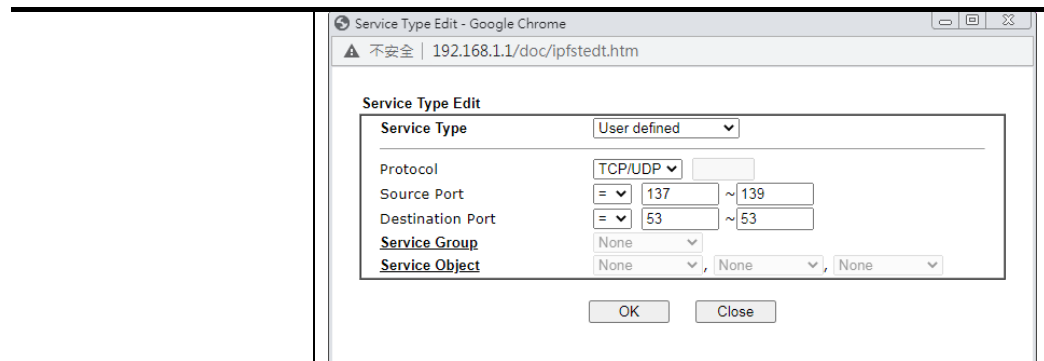 Service Type Edit - Google Chrome
不安全 | 192.168.1.1/doc/ipfstedt.htm
Service Type Edit
Service Type User defined
Protocol TCP/UDP
Source Port = 137 ~ 139
Destination Port = 53 ~ 53
Service Group None
Service Object None , None , None
OK Close